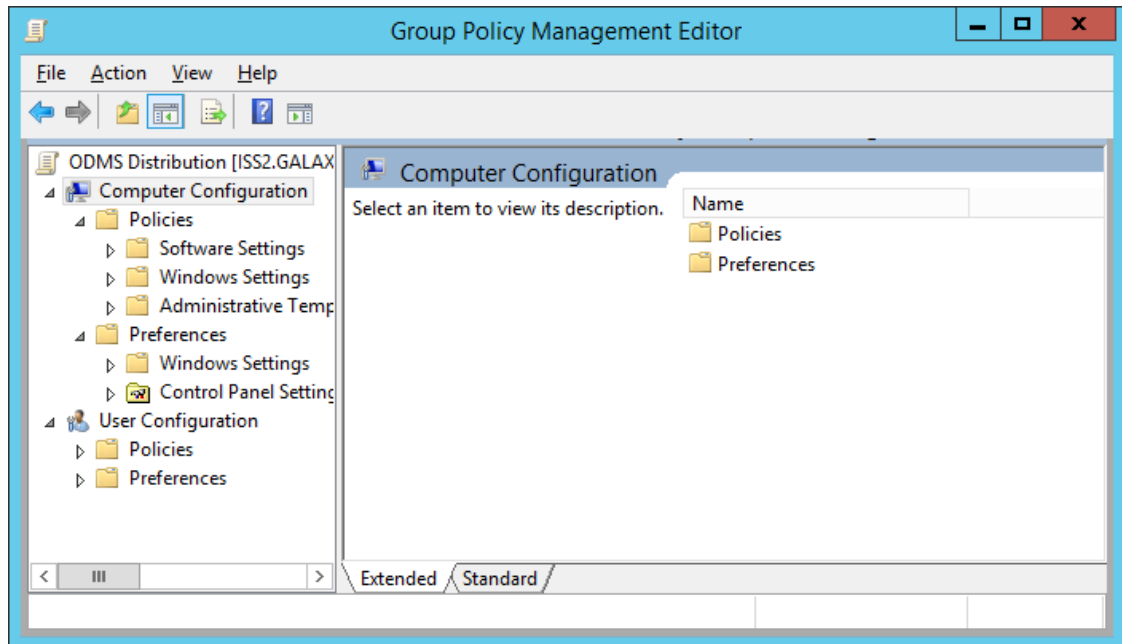 Group Policy Management Editor
File Action View Help
ODMS Distribution [ISS2.GALAX
Computer Configuration
Policies
Software Settings
Windows Settings
Administrative Temp
Preferences
Windows Settings
Control Panel Setting
User Configuration
Policies
Preferences
Computer Configuration
Select an item to view its description.
Name
Policies
Preferences
Extended Standard